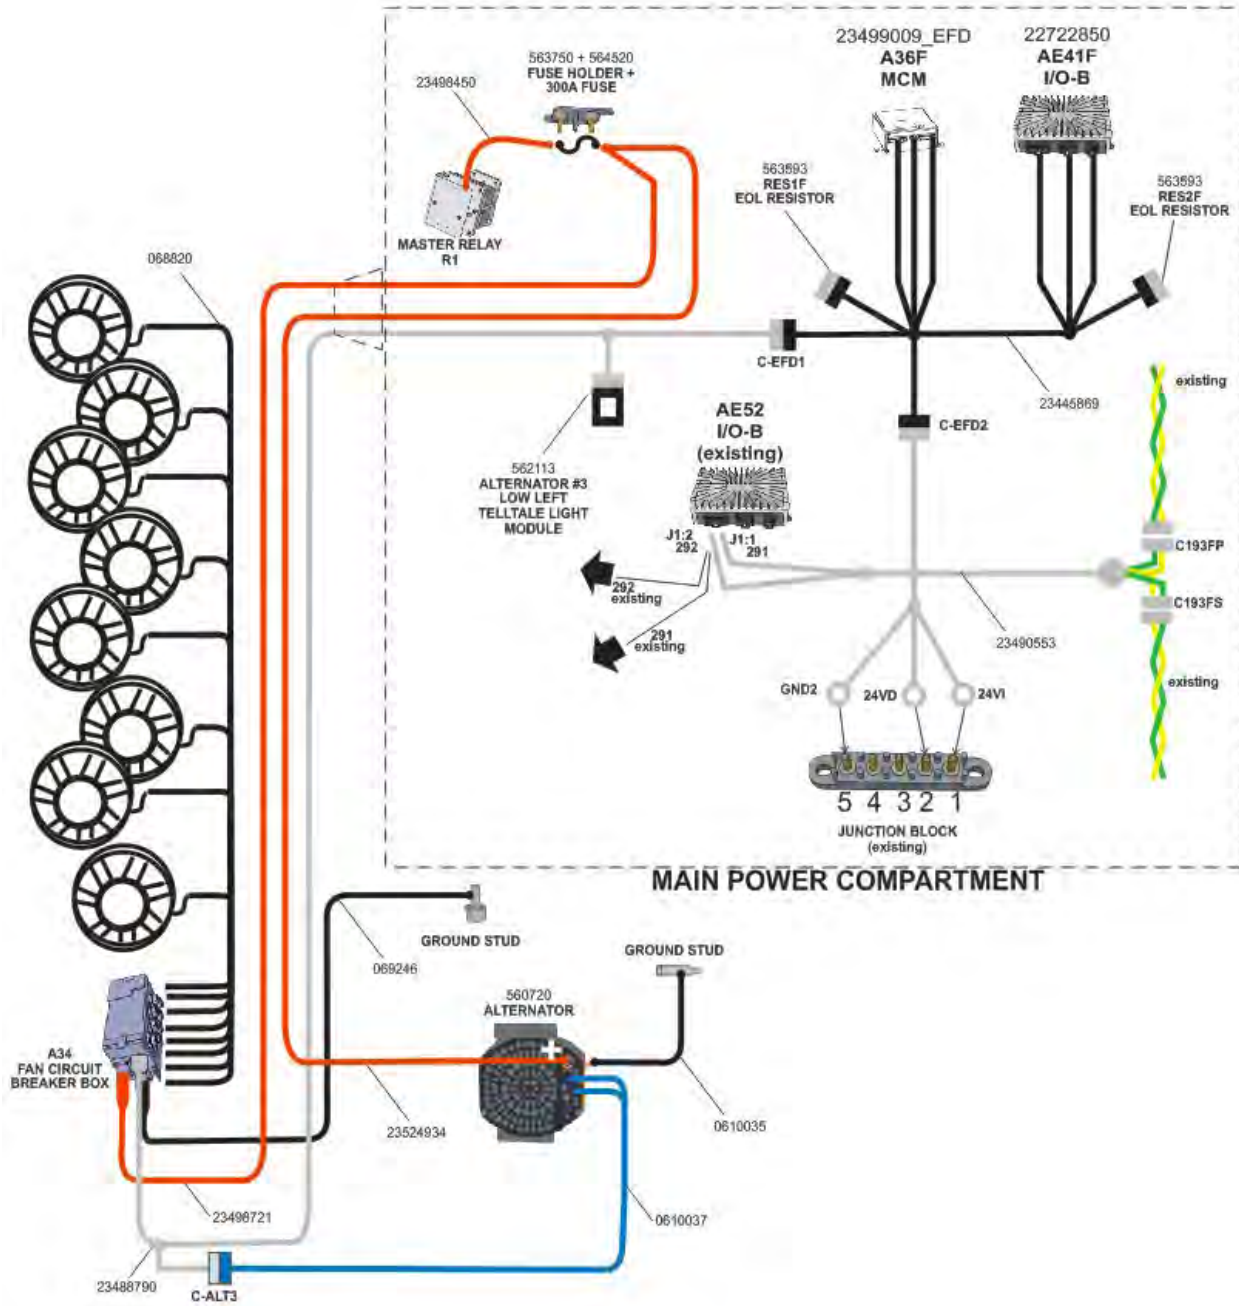 23499009_EFD
A36F
MCM
22722850
AE41F
I/O-B
563750 + 564520
FUSE HOLDER +
300A FUSE
23498450
563593
RES1F
EOL RESISTOR
563593
RES2F
EOL RESISTOR
MASTER RELAY
R1
068820
C-EFD1
23445869
existing
AE52
I/O-B
(existing)
C-EFD2
562113
ALTERNATOR #3
LOW LEFT
TELLTALE LIGHT
MODULE
J1:2
292
J1:1
291
C193FP
292
existing
C193FS
291
existing
23490553
existing
GND2
24VD
24VI
5 4 3 2 1
JUNCTION BLOCK
(existing)
MAIN POWER COMPARTMENT
GROUND STUD
GROUND STUD
069246
560720
ALTERNATOR
A34
FAN CIRCUIT
BREAKER BOX
23524934
0610035
23498721
0610037
23488790
C-ALT3